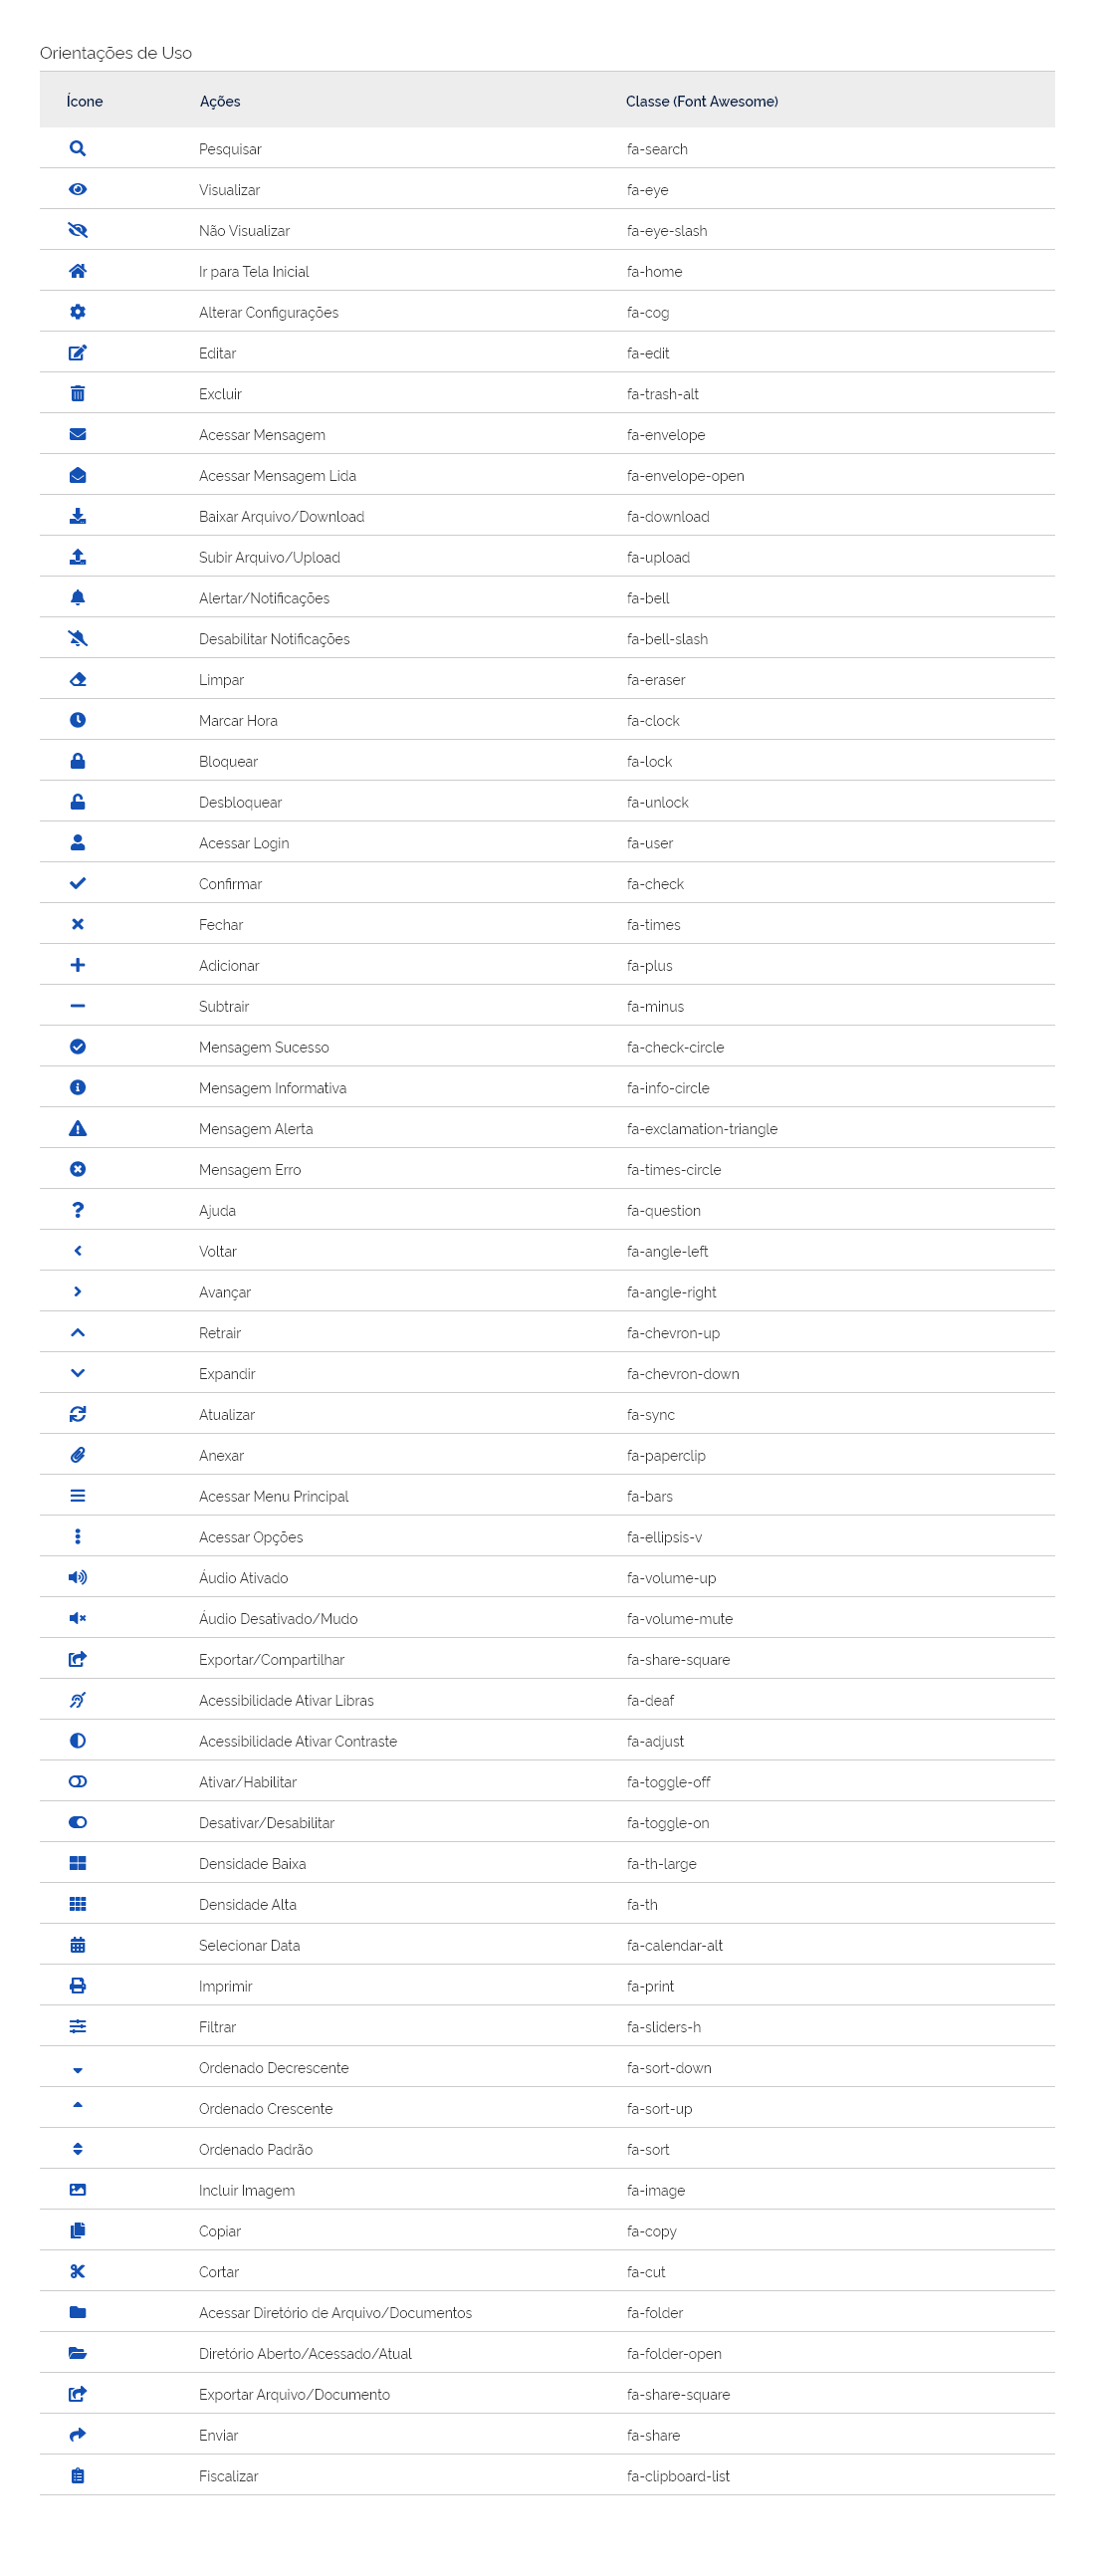 Orientações de Uso
Ícone Ações Classe (Font Awesome)
Pesquisar fa-search
Visualizar fa-eye
Não Visualizar fa-eye-slash
Ir para Tela Inicial fa-home
Alterar Configurações fa-cog
Editar fa-edit
Excluir fa-trash-alt
Acessar Mensagem fa-envelope
Acessar Mensagem Lida fa-envelope-open
Baixar Arquivo/Download fa-download
Subir Arquivo/Upload fa-upload
Alertar/Notificações fa-bell
Desabilitar Notificações fa-bell-slash
Limpar fa-eraser
Marcar Hora fa-clock
Bloquear fa-lock
Desbloquear fa-unlock
Acessar Login fa-user
Confirmar fa-check
Fechar fa-times
Adicionar fa-plus
Subtrair fa-minus
Mensagem Sucesso fa-check-circle
Mensagem Informativa fa-info-circle
Mensagem Alerta fa-exclamation-triangle
Mensagem Erro fa-times-circle
Ajuda fa-question
Voltar fa-angle-left
Avançar fa-angle-right
Retrair fa-chevron-up
Expandir fa-chevron-down
Atualizar fa-sync
Anexar fa-paperclip
Acessar Menu Principal fa-bars
Acessar Opções fa-ellipsis-v
Áudio Ativado fa-volume-up
Áudio Desativado/Mudo fa-volume-mute
Exportar/Compartilhar fa-share-square
Acessibilidade Ativar Libras fa-deaf
Acessibilidade Ativar Contraste fa-adjust
Ativar/Habilitar fa-toggle-off
Desativar/Desabilitar fa-toggle-on
Densidade Baixa fa-th-large
Densidade Alta fa-th
Selecionar Data fa-calendar-alt
Imprimir fa-print
Filtrar fa-sliders-h
Ordenado Decrescente fa-sort-down
Ordenado Crescente fa-sort-up
Ordenado Padrão fa-sort
Incluir Imagem fa-image
Copiar fa-copy
Cortar fa-cut
Acessar Diretório de Arquivo/Documentos fa-folder
Diretório Aberto/Acessado/Atual fa-folder-open
Exportar Arquivo/Documento fa-share-square
Enviar fa-share
Fiscalizar fa-clipboard-list